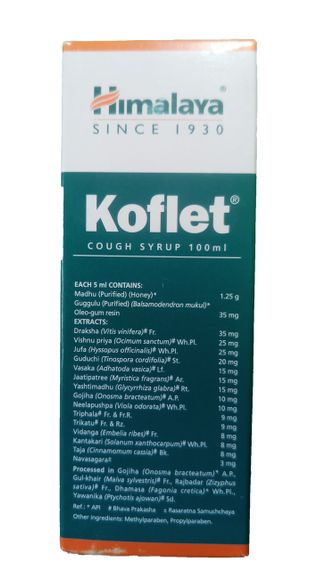 Himalaya®
SINCE 1930
Koflet®
COUGH SYRUP 100ml
EACH 5 ml CONTAINS:
Madhu (Purified) (Honey)* 1.25 g
Guggulu (Purified) (Balsamodendron mukul)*
Oleo-gum resin 35 mg
EXTRACTS:
Draksha (Vitis vinifera)# Fr. 35 mg
Vishnu priya (Ocimum sanctum)# Wh.Pl. 25 mg
Jufa (Hyssopus officinalis)# Wh.Pl. 25 mg
Guduchi (Tinospora cordifolia)# St. 20 mg
Vasaka (Adhatoda vasica)# Lf. 15 mg
Jaatipatree (Myristica fragrans)# Ar. 15 mg
Yashtimadhu (Glycyrrhiza glabra)# Rt. 15 mg
Gojiha (Onosma bracteatum)# A.P. 10 mg
Neelapushpa (Viola odorata)# Wh.Pl. 10 mg
Triphala# Fr. & Fr.R. 9 mg
Trikatu# Fr. & Rz. 9 mg
Vidanga (Embelia ribes)# Fr. 8 mg
Kantakari (Solanum xanthocarpum)# Wh.Pl. 8 mg
Taja (Cinnamomum cassia)# Bk. 8 mg
Navasagara¤ 3 mg
Processed in Gojiha (Onosma bracteatum)* A.P.,
Gul-khair (Malva sylvestris)# Fr., Rajbadar (Zizyphus
sativa)# Fr., Dhamasa (Fagonia cretica)* Wh.Pl.,
Yawanika (Ptychotis ajowan)# Sd.
Ref.: * API # Bhava Prakasha ¤ Rasaratna Samuchchaya
Other Ingredients: Methylparaben, Propylparaben.